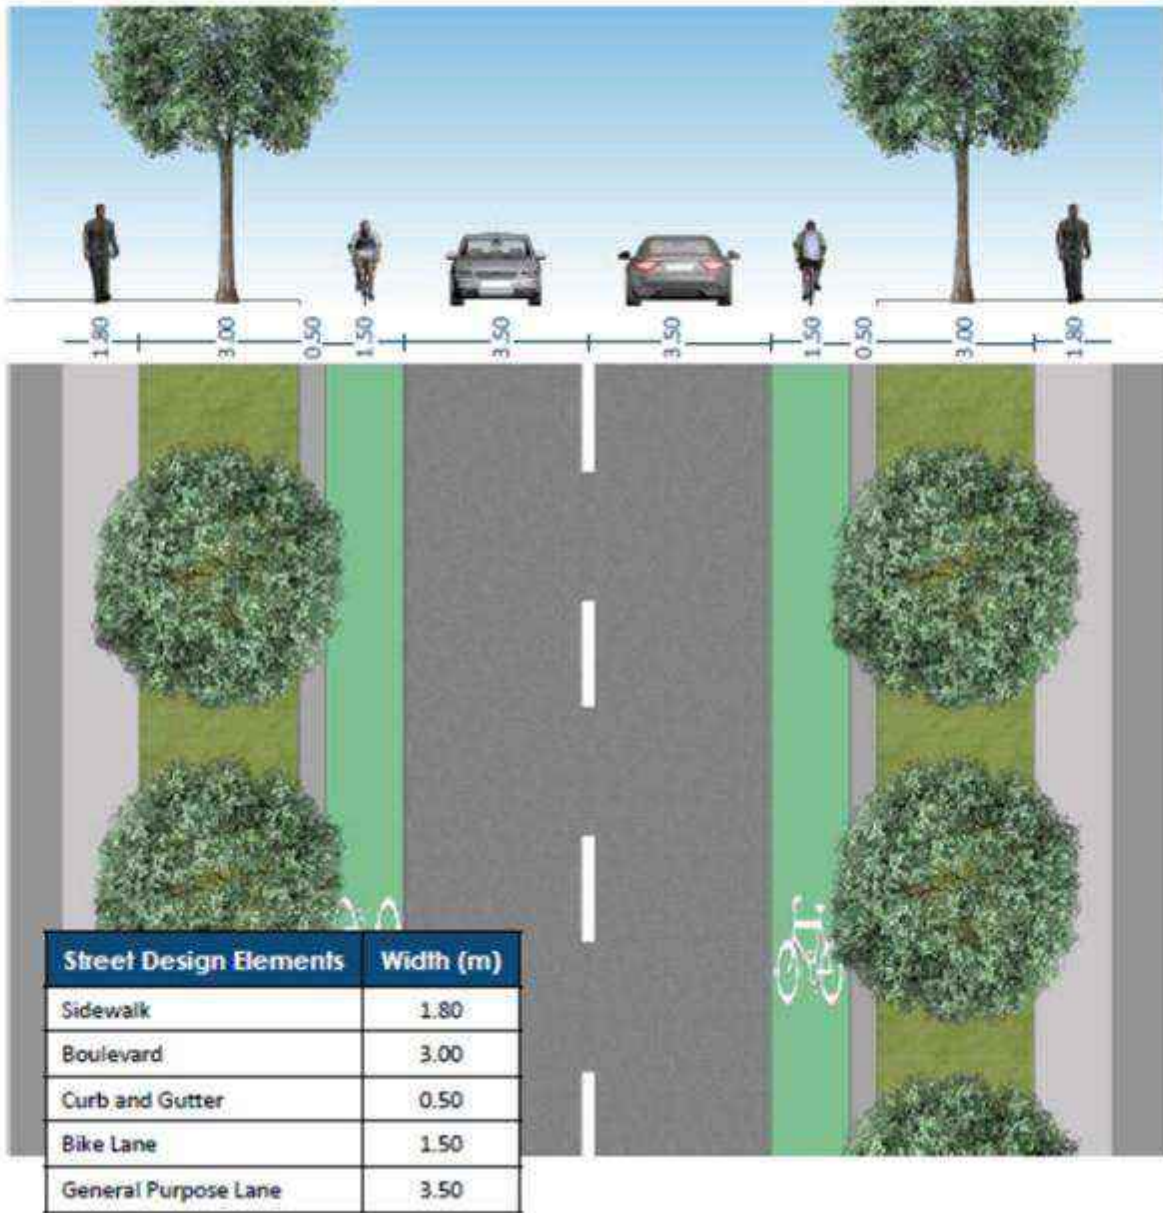 1.80 3.00 0.50 1.50 3.50 3.50 1.50 0.50 3.00 1.80
Street Design Elements Width (m)
Sidewalk 1.80
Boulevard 3.00
Curb and Gutter 0.50
Bike Lane 1.50
General Purpose Lane 3.50